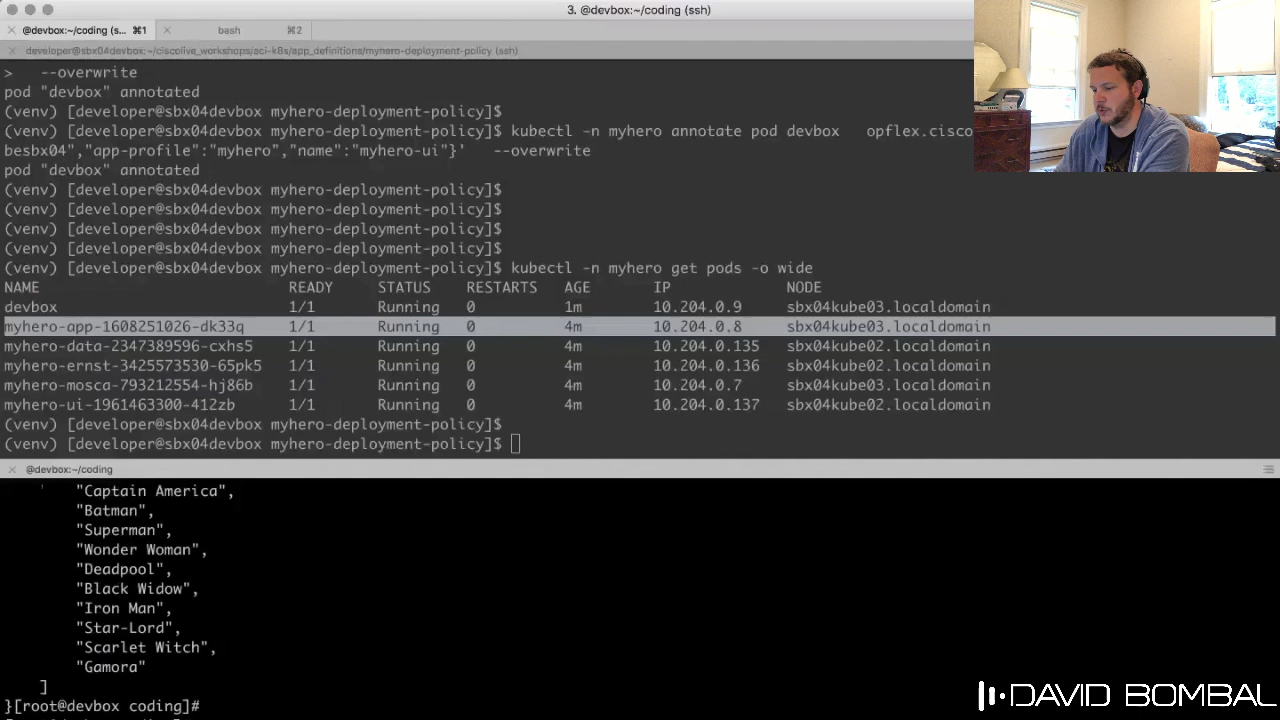 3. @devbox:~/coding (ssh)
@devbox:~/coding (s... ⌘1
bash ⌘2
developer@sbx04devbox:~/ciscolive_workshops/aci-k8s/app_definitions/myhero-deployment-policy (ssh)
> --overwrite
pod "devbox" annotated
(venv) [developer@sbx04devbox myhero-deployment-policy]$
(venv) [developer@sbx04devbox myhero-deployment-policy]$ kubectl -n myhero annotate pod devbox opflex.cisco
besbx04","app-profile":"myhero","name":"myhero-ui"}' --overwrite
pod "devbox" annotated
(venv) [developer@sbx04devbox myhero-deployment-policy]$
(venv) [developer@sbx04devbox myhero-deployment-policy]$
(venv) [developer@sbx04devbox myhero-deployment-policy]$
(venv) [developer@sbx04devbox myhero-deployment-policy]$
(venv) [developer@sbx04devbox myhero-deployment-policy]$ kubectl -n myhero get pods -o wide
NAME READY STATUS RESTARTS AGE IP NODE
devbox 1/1 Running 0 1m 10.204.0.9 sbx04kube03.localdomain
myhero-app-1608251026-dk33q 1/1 Running 0 4m 10.204.0.8 sbx04kube03.localdomain
myhero-data-2347389596-cxhs5 1/1 Running 0 4m 10.204.0.135 sbx04kube02.localdomain
myhero-ernst-3425573530-65pk5 1/1 Running 0 4m 10.204.0.136 sbx04kube02.localdomain
myhero-mosca-793212554-hj86b 1/1 Running 0 4m 10.204.0.7 sbx04kube03.localdomain
myhero-ui-1961463300-412zb 1/1 Running 0 4m 10.204.0.137 sbx04kube02.localdomain
(venv) [developer@sbx04devbox myhero-deployment-policy]$
(venv) [developer@sbx04devbox myhero-deployment-policy]$
@devbox:~/coding
"Captain America",
"Batman",
"Superman",
"Wonder Woman",
"Deadpool",
"Black Widow",
"Iron Man",
"Star-Lord",
"Scarlet Witch",
"Gamora"
]
}[root@devbox coding]#
DAVID BOMBAL